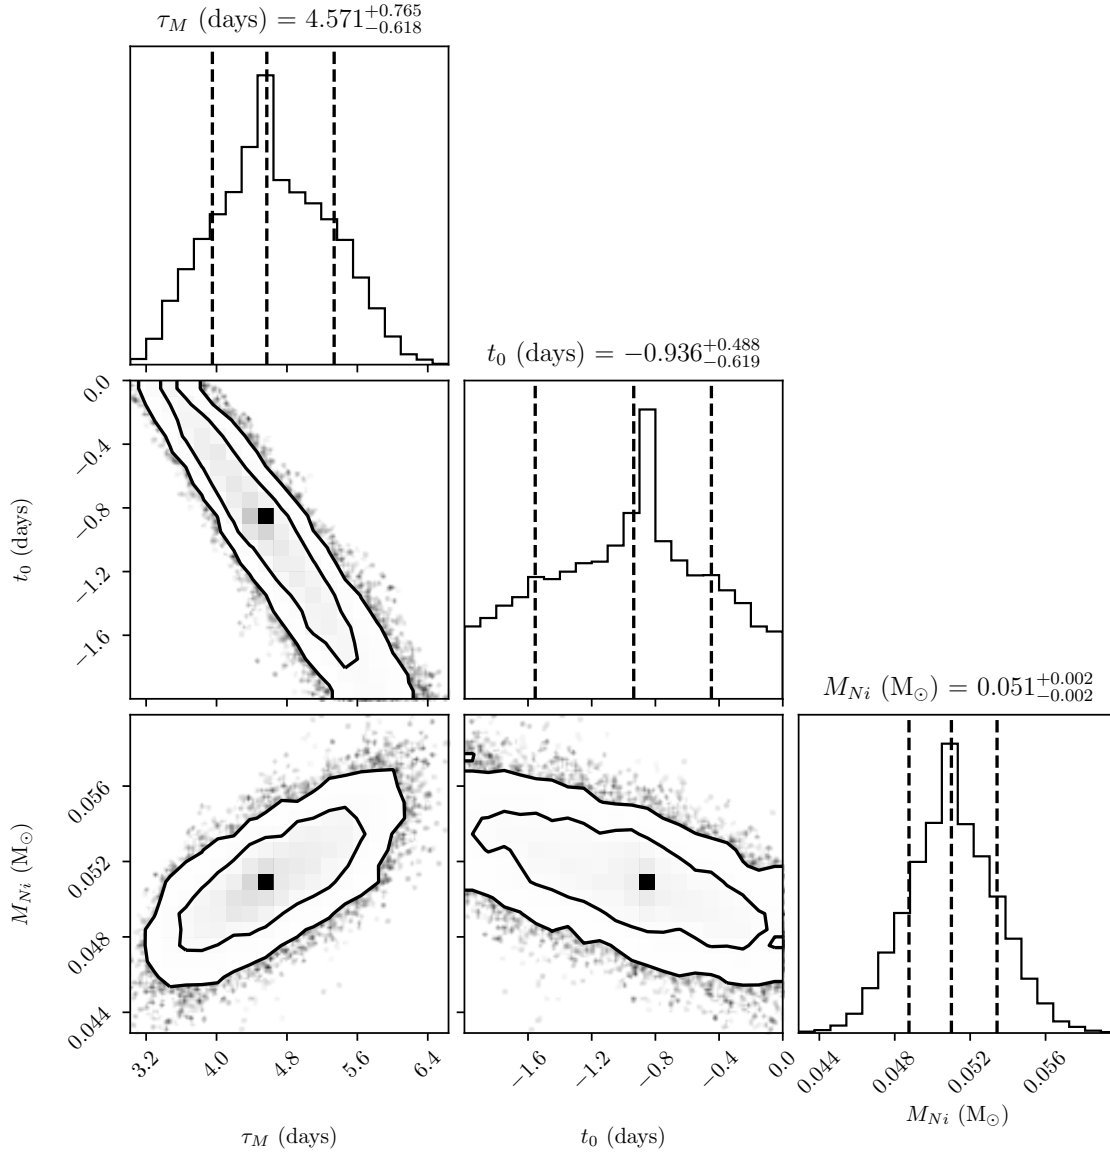 τ_M (days) = 4.571^{+0.765}_{−0.618}
t_0 (days) = −0.936^{+0.488}_{−0.619}
M_{Ni} (M_⊙) = 0.051^{+0.002}_{−0.002}
t_0 (days)
0.0
−0.4
−0.8
−1.2
−1.6
M_{Ni} (M_⊙)
0.056
0.052
0.048
0.044
3.2 4.0 4.8 5.6 6.4
τ_M (days)
−1.6 −1.2 −0.8 −0.4 0.0
t_0 (days)
0.044 0.048 0.052 0.056
M_{Ni} (M_⊙)